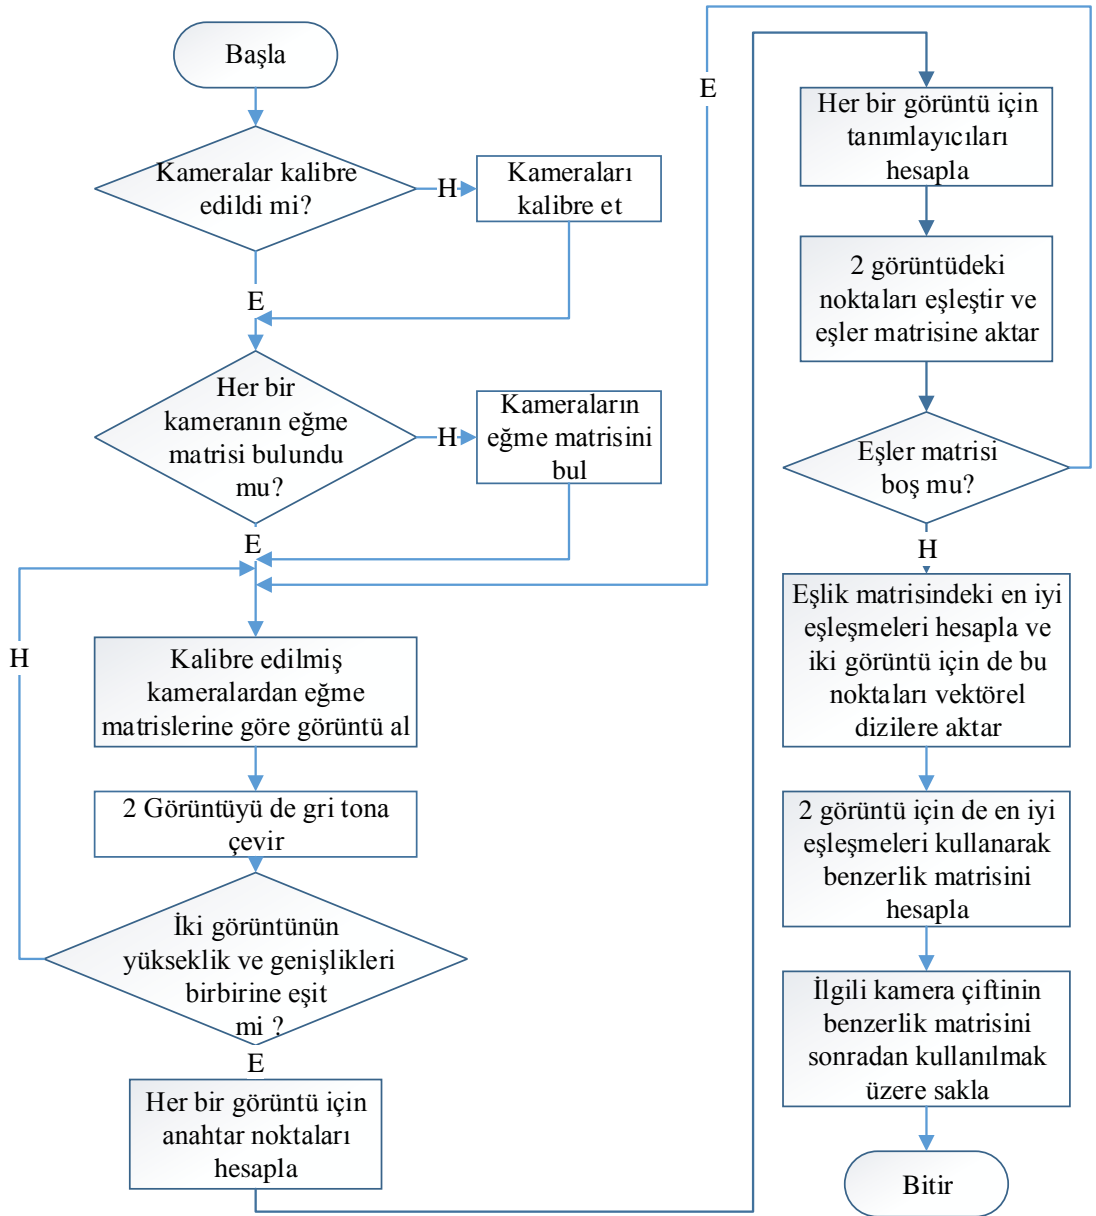 Başla
Kameralar kalibre
edildi mi?
H
Kameraları
kalibre et
E
Her bir
kameranın eğme
matrisi bulundu
mu?
H
Kameraların
eğme matrisini
bul
E
Kalibre edilmiş
kameralardan eğme
matrislerine göre görüntü al
2 Görüntüyü de gri tona
çevir
İki görüntünün
yükseklik ve genişlikleri
birbirine eşit
mi ?
H
E
Her bir görüntü için
anahtar noktaları
hesapla
Her bir görüntü için
tanımlayıcıları
hesapla
2 görüntüdeki
noktaları eşleştir ve
eşler matrisine aktar
Eşler matrisi
boş mu?
E
H
Eşlik matrisindeki en iyi
eşleşmeleri hesapla ve
iki görüntü için de bu
noktaları vektörel
dizilere aktar
2 görüntü için de en iyi
eşleşmeleri kullanarak
benzerlik matrisini
hesapla
İlgili kamera çiftinin
benzerlik matrisini
sonradan kullanılmak
üzere sakla
Bitir